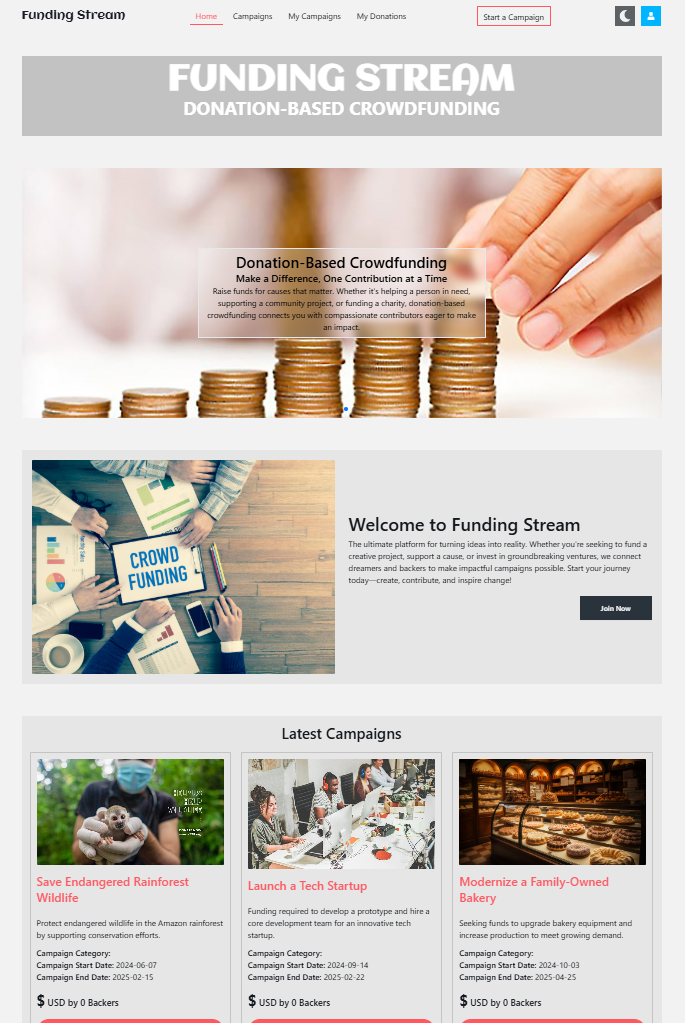 Funding Stream
Home Campaigns My Campaigns My Donations Start a Campaign
FUNDING STREAM
DONATION-BASED CROWDFUNDING
Donation-Based Crowdfunding
Make a Difference, One Contribution at a Time
Raise funds for causes that matter. Whether it's helping a person in need,
supporting a community project, or funding a charity, donation-based
crowdfunding connects you with compassionate contributors eager to make
an impact.
CROWD
FUNDING
Welcome to Funding Stream
The ultimate platform for turning ideas into reality. Whether you're seeking to fund a
creative project, support a cause, or invest in groundbreaking ventures, we connect
dreamers and backers to make impactful campaigns possible. Start your journey
today—create, contribute, and inspire change!
Join Now
Latest Campaigns
Save Endangered Rainforest
Wildlife
Protect endangered wildlife in the Amazon rainforest
by supporting conservation efforts.
Campaign Category:
Campaign Start Date: 2024-06-07
Campaign End Date: 2025-02-15
$ USD by 0 Backers
Launch a Tech Startup
Funding required to develop a prototype and hire a
core development team for an innovative tech
startup.
Campaign Category:
Campaign Start Date: 2024-09-14
Campaign End Date: 2025-02-22
$ USD by 0 Backers
Modernize a Family-Owned
Bakery
Seeking funds to upgrade bakery equipment and
increase production to meet growing demand.
Campaign Category:
Campaign Start Date: 2024-10-03
Campaign End Date: 2025-04-25
$ USD by 0 Backers